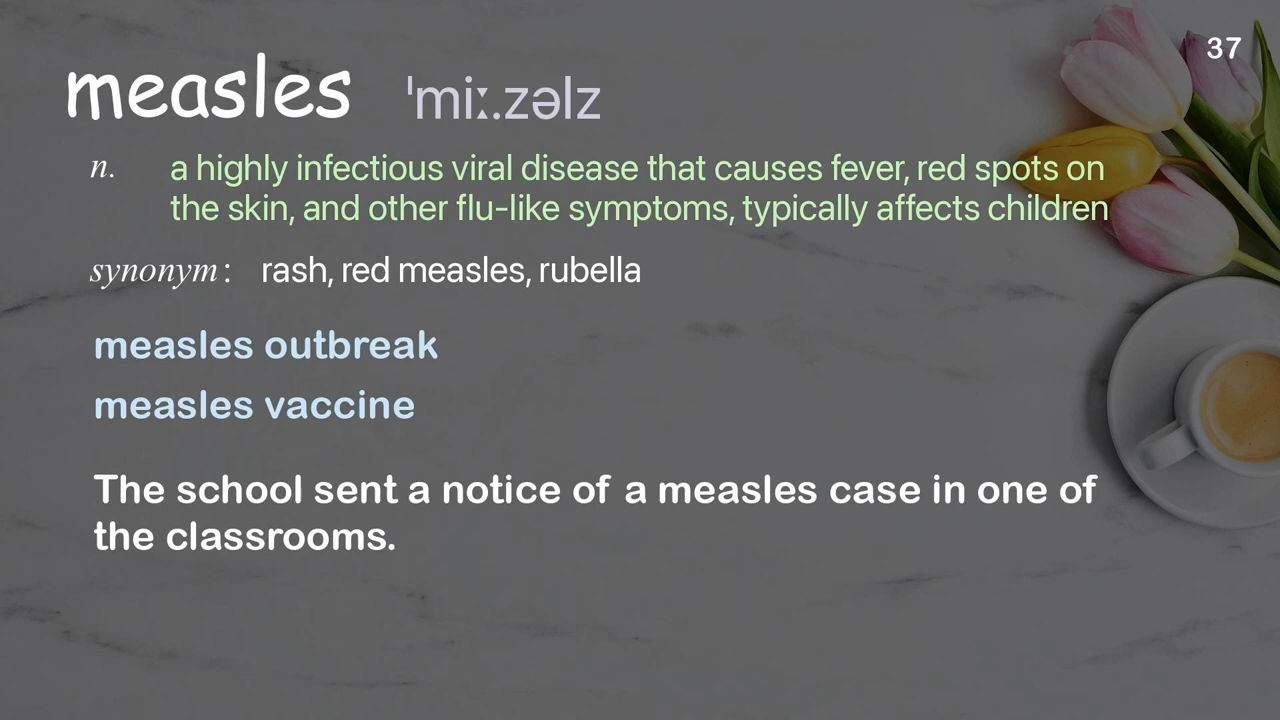 37
measles ˈmiː.zəlz
n. a highly infectious viral disease that causes fever, red spots on
the skin, and other flu-like symptoms, typically affects children
synonym: rash, red measles, rubella
measles outbreak
measles vaccine
The school sent a notice of a measles case in one of
the classrooms.